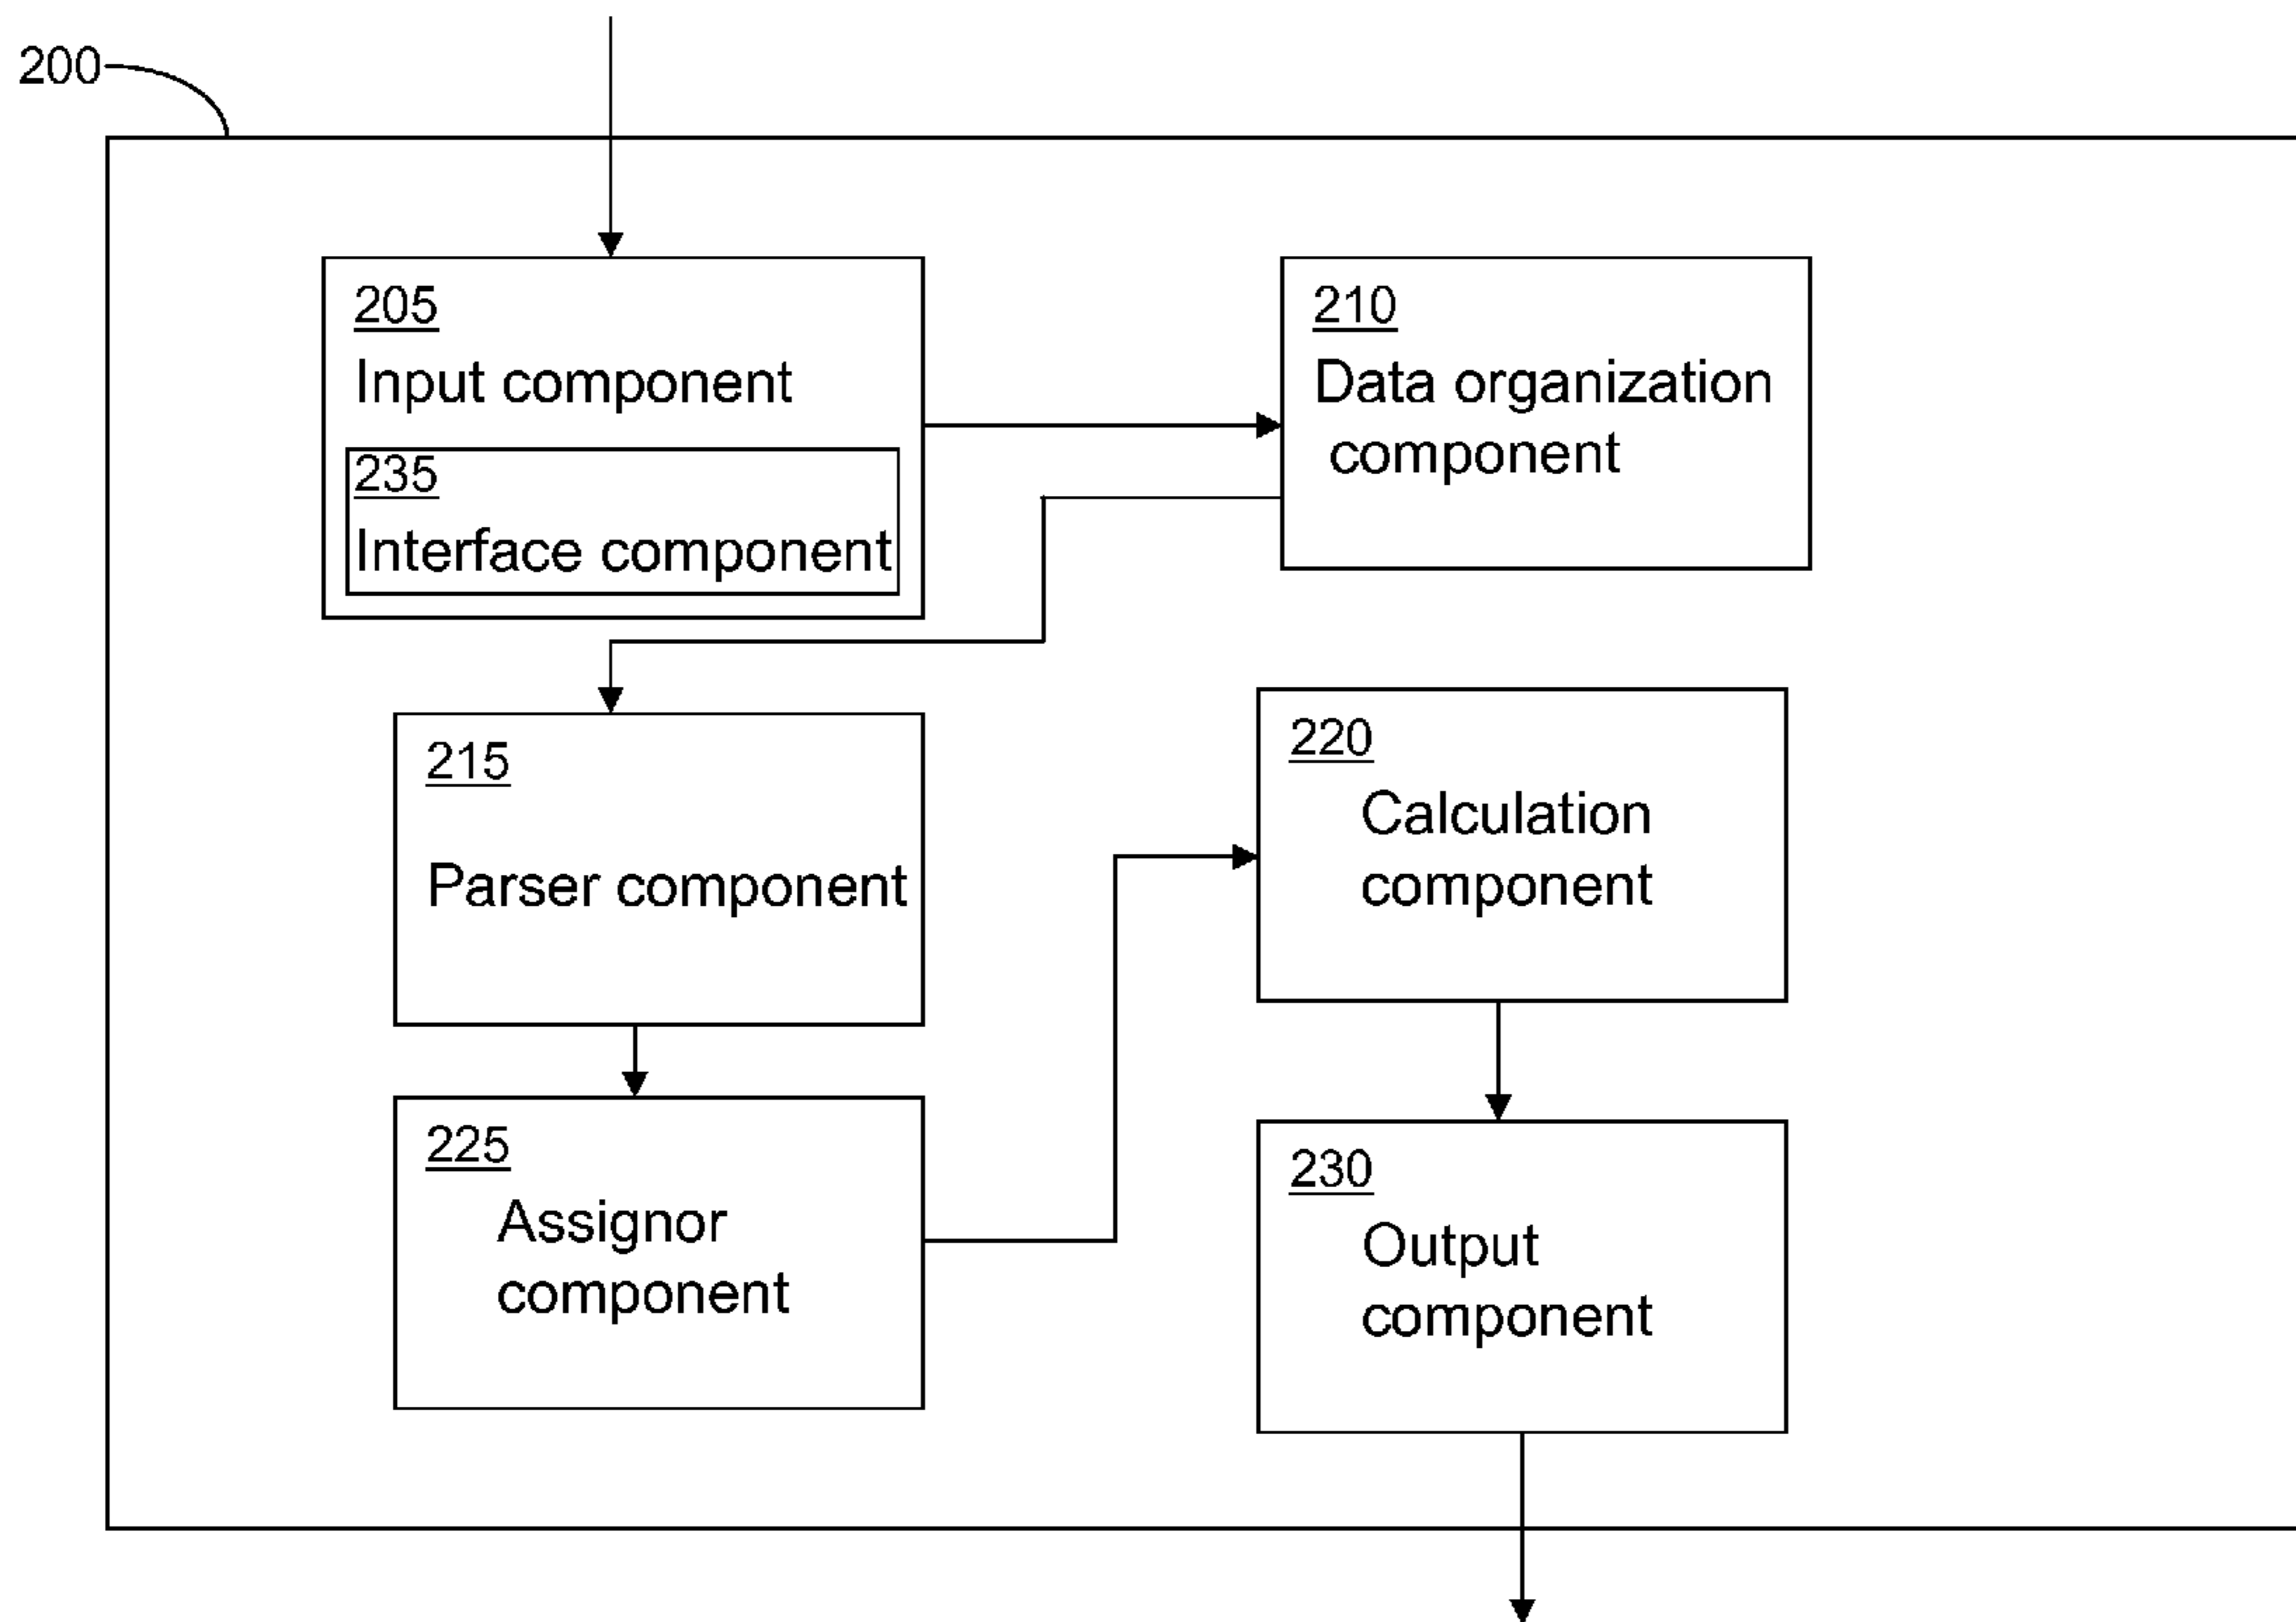 200
205
Input component
235
Interface component
210
Data organization
component
215
Parser component
220
Calculation
component
225
Assignor
component
230
Output
component